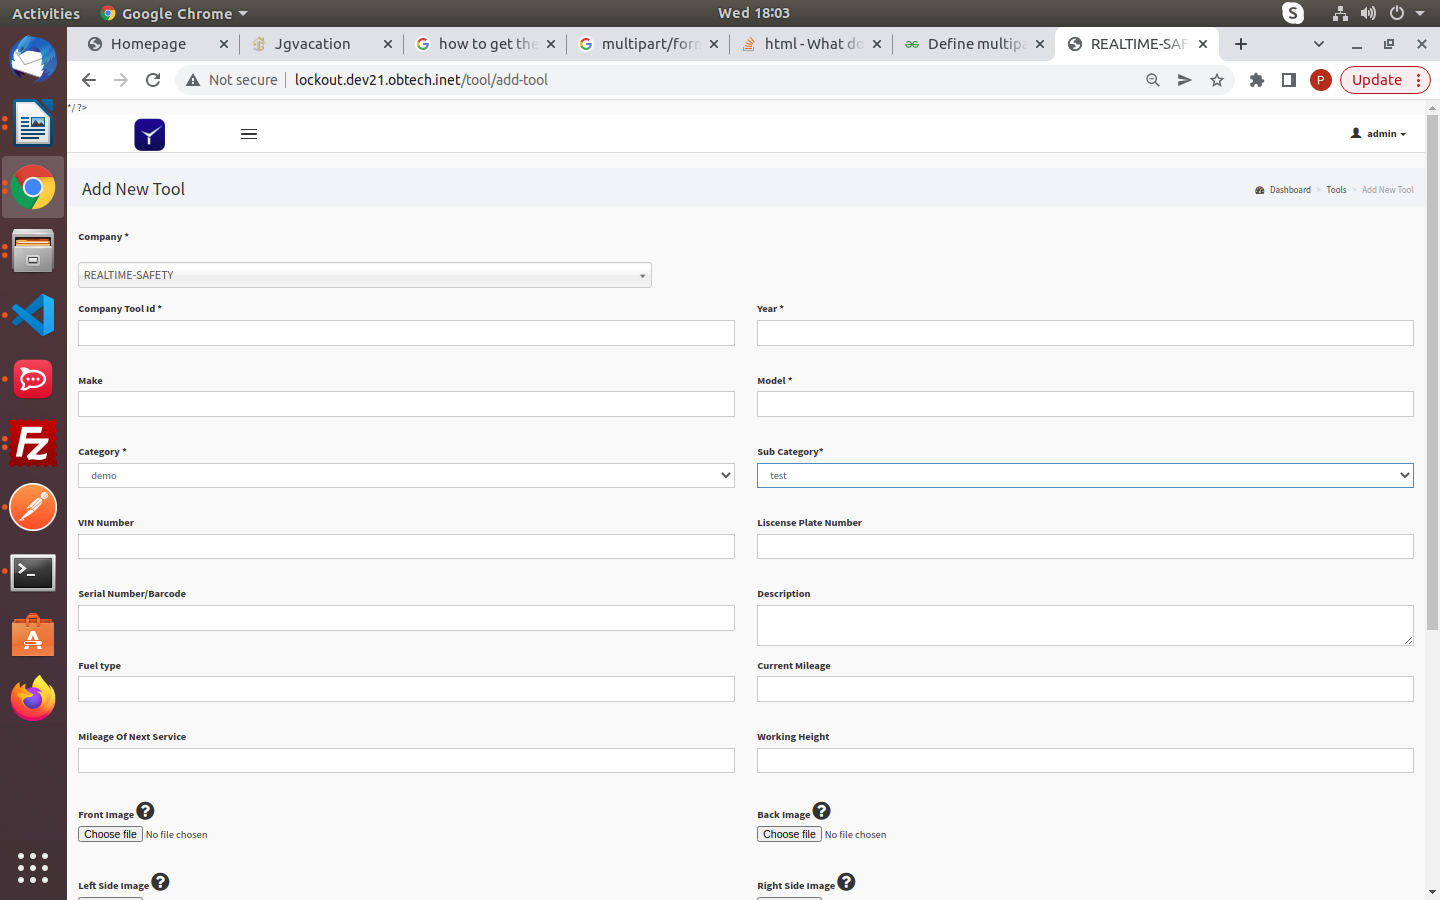 Activities Google Chrome Wed 18:03 S
Homepage Jgvacation how to get the multipart/form html - What do Define multipa REALTIME-SAF
Not secure lockout.dev21.obtech.inet/tool/add-tool P Update
*/ ?>
admin
Add New Tool Dashboard > Tools > Add New Tool
Company *
REALTIME-SAFETY
Company Tool Id * Year *
Make Model *
Category * Sub Category*
demo test
VIN Number Liscense Plate Number
Serial Number/Barcode Description
Fuel type Current Mileage
Mileage Of Next Service Working Height
Front Image ? Back Image ?
Choose file No file chosen Choose file No file chosen
Left Side Image ? Right Side Image ?